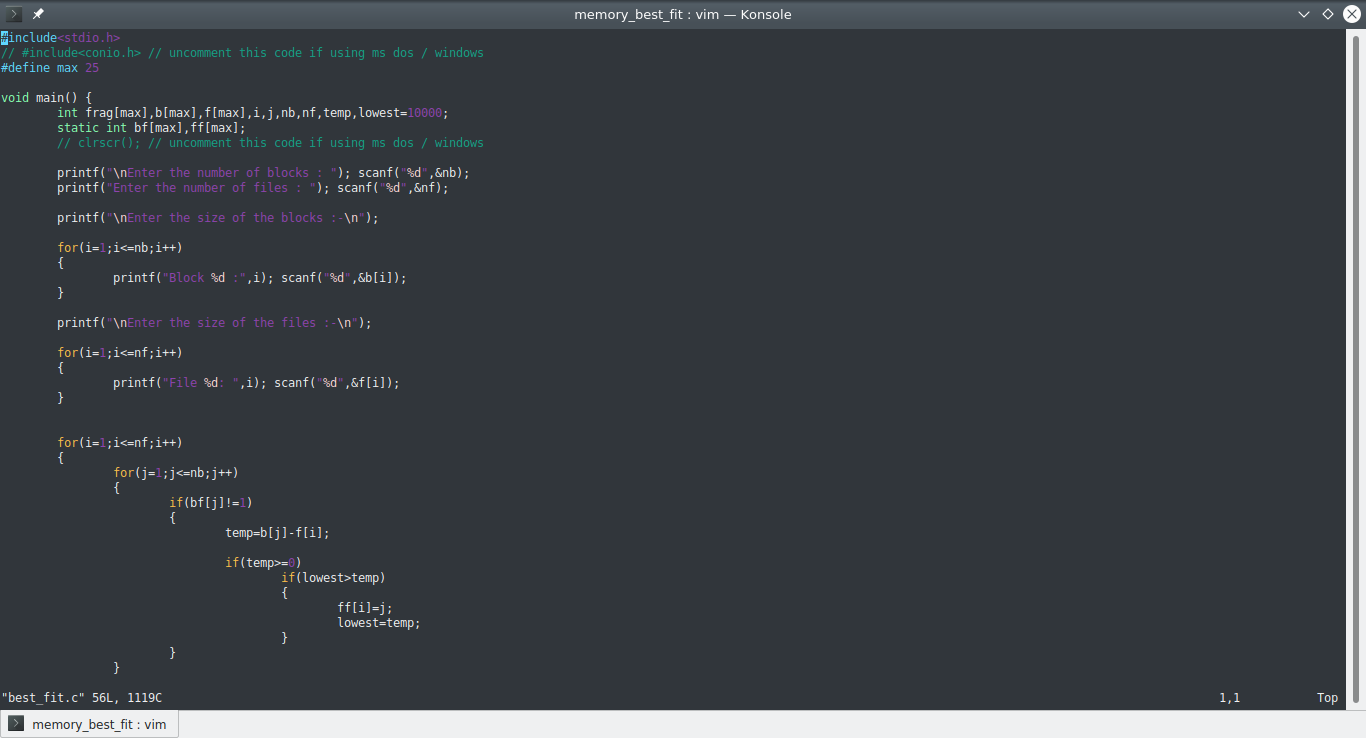 memory_best_fit : vim — Konsole
#include<stdio.h>
// #include<conio.h> // uncomment this code if using ms dos / windows
#define max 25
void main() {
int frag[max],b[max],f[max],i,j,nb,nf,temp,lowest=10000;
static int bf[max],ff[max];
// clrscr(); // uncomment this code if using ms dos / windows
printf("\nEnter the number of blocks : "); scanf("%d",&nb);
printf("Enter the number of files : "); scanf("%d",&nf);
printf("\nEnter the size of the blocks :-\n");
for(i=1;i<=nb;i++)
{
printf("Block %d :",i); scanf("%d",&b[i]);
}
printf("\nEnter the size of the files :-\n");
for(i=1;i<=nf;i++)
{
printf("File %d: ",i); scanf("%d",&f[i]);
}
for(i=1;i<=nf;i++)
{
for(j=1;j<=nb;j++)
{
if(bf[j]!=1)
{
temp=b[j]-f[i];
if(temp>=0)
if(lowest>temp)
{
ff[i]=j;
lowest=temp;
}
}
}
"best_fit.c" 56L, 1119C 1,1 Top
memory_best_fit : vim